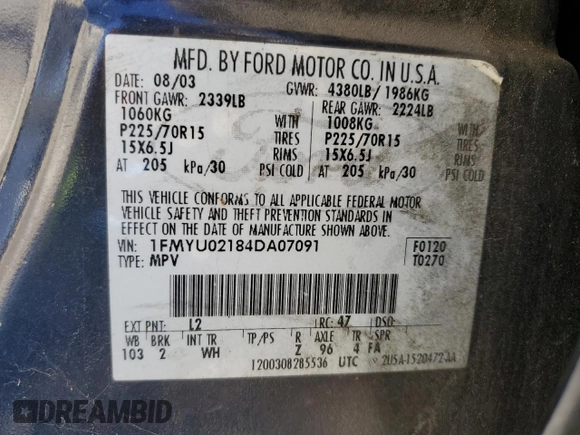 MFD. BY FORD MOTOR CO. IN U.S.A.
DATE: 08/03 GVWR: 4380LB/ 1986KG
FRONT GAWR: 2339LB REAR GAWR: 2224LB
1060KG WITH 1008KG WITH
P225/70R15 TIRES P225/70R15 TIRES
15X6.5J RIMS 15X6.5J RIMS
AT 205 kPa/30 PSI COLD AT 205 kPa/30 PSI COLD
THIS VEHICLE CONFORMS TO ALL APPLICABLE FEDERAL MOTOR
VEHICLE SAFETY AND THEFT PREVENTION STANDARDS IN
EFFECT ON THE DATE OF MANUFACTURE SHOWN ABOVE.
VIN: 1FMYU02184DA07091 F0120
TYPE: MPV T0270
EXT PNT: L2 RC: 47 DSO:
WB BRK INT TR TP/PS R AXLE TR SPR
103 2 WH Z 96 4 FA
1200308285536 UTC 2U5A-1520472-AA
DREAMBID